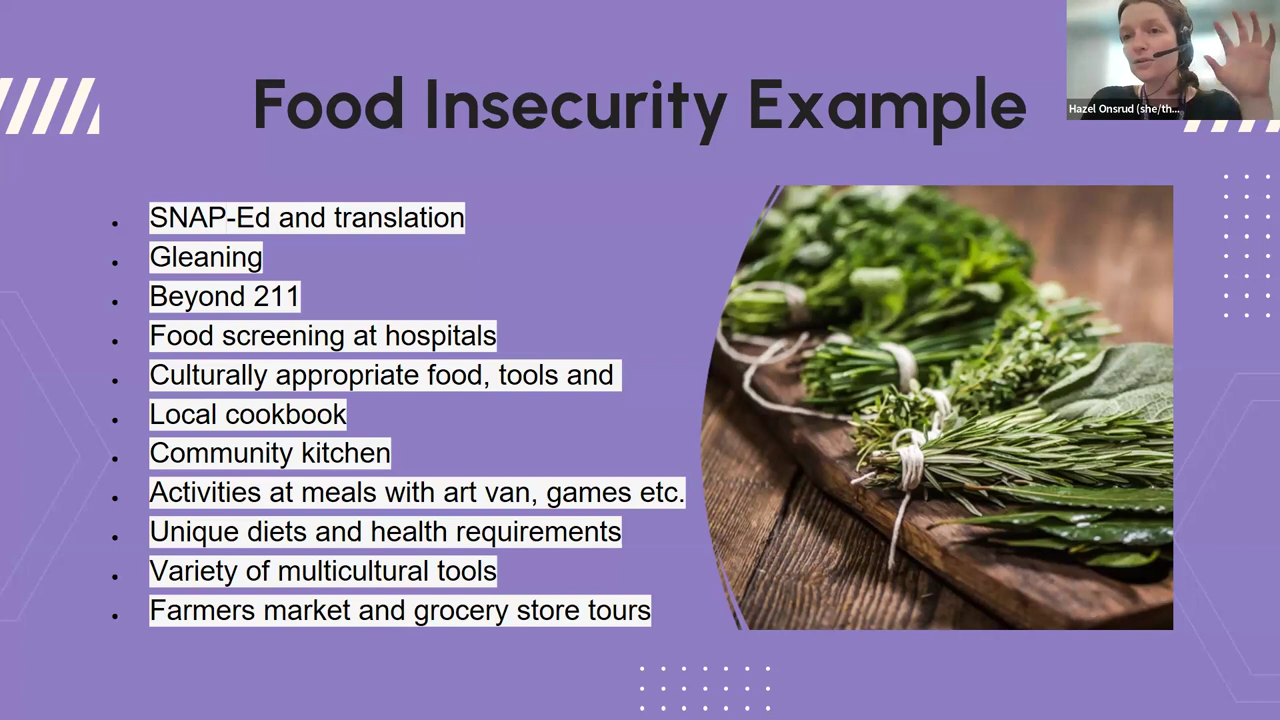 Food Insecurity Example
Hazel Onsrud (she/th...
SNAP-Ed and translation
Gleaning
Beyond 211
Food screening at hospitals
Culturally appropriate food, tools and
Local cookbook
Community kitchen
Activities at meals with art van, games etc.
Unique diets and health requirements
Variety of multicultural tools
Farmers market and grocery store tours